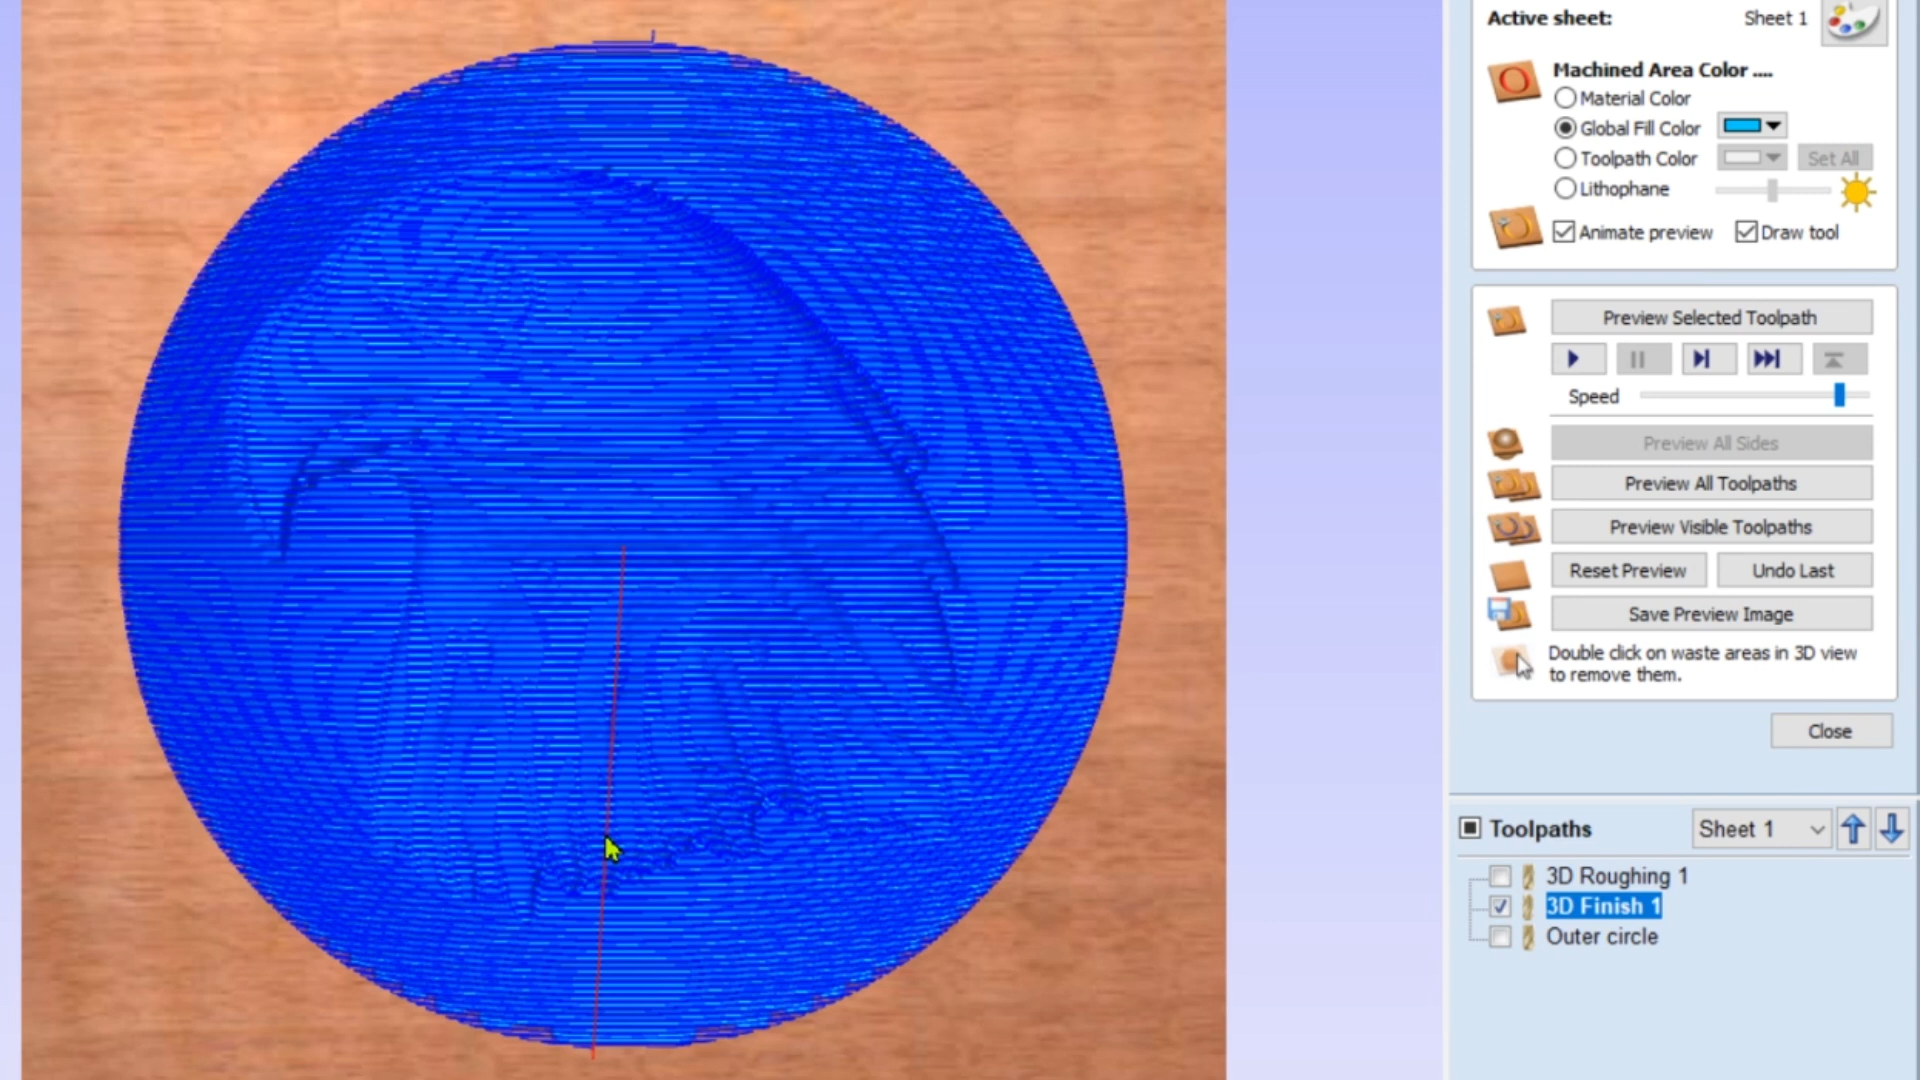 Active sheet: Sheet 1
Machined Area Color ....
Material Color
Global Fill Color
Toolpath Color Set All
Lithophane
Animate preview Draw tool
Preview Selected Toolpath
Speed
Preview All Sides
Preview All Toolpaths
Preview Visible Toolpaths
Reset Preview Undo Last
Save Preview Image
Double click on waste areas in 3D view
to remove them.
Close
Toolpaths Sheet 1
3D Roughing 1
3D Finish 1
Outer circle